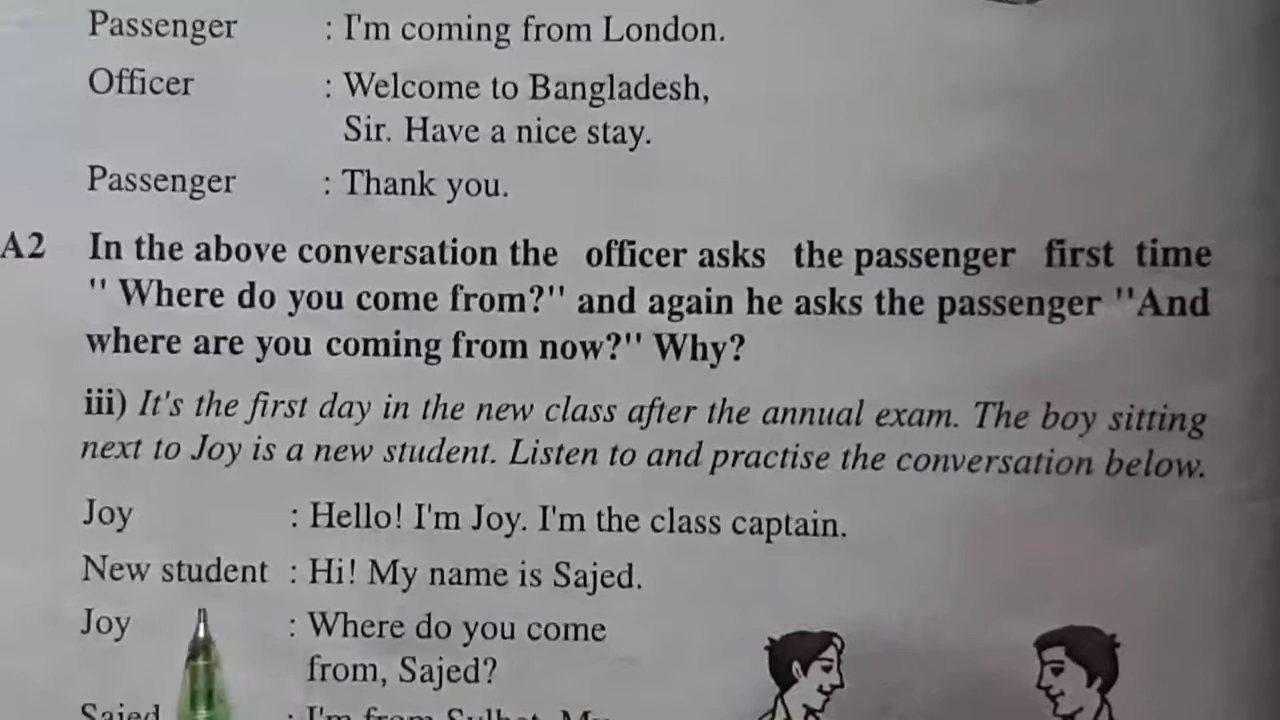 Passenger : I'm coming from London.
Officer : Welcome to Bangladesh,
Sir. Have a nice stay.
Passenger : Thank you.
A2 In the above conversation the officer asks the passenger first time
" Where do you come from?" and again he asks the passenger "And
where are you coming from now?" Why?
iii) It's the first day in the new class after the annual exam. The boy sitting
next to Joy is a new student. Listen to and practise the conversation below.
Joy : Hello! I'm Joy. I'm the class captain.
New student : Hi! My name is Sajed.
Joy : Where do you come
from, Sajed?
Sajed : I'm from Sylhet. My